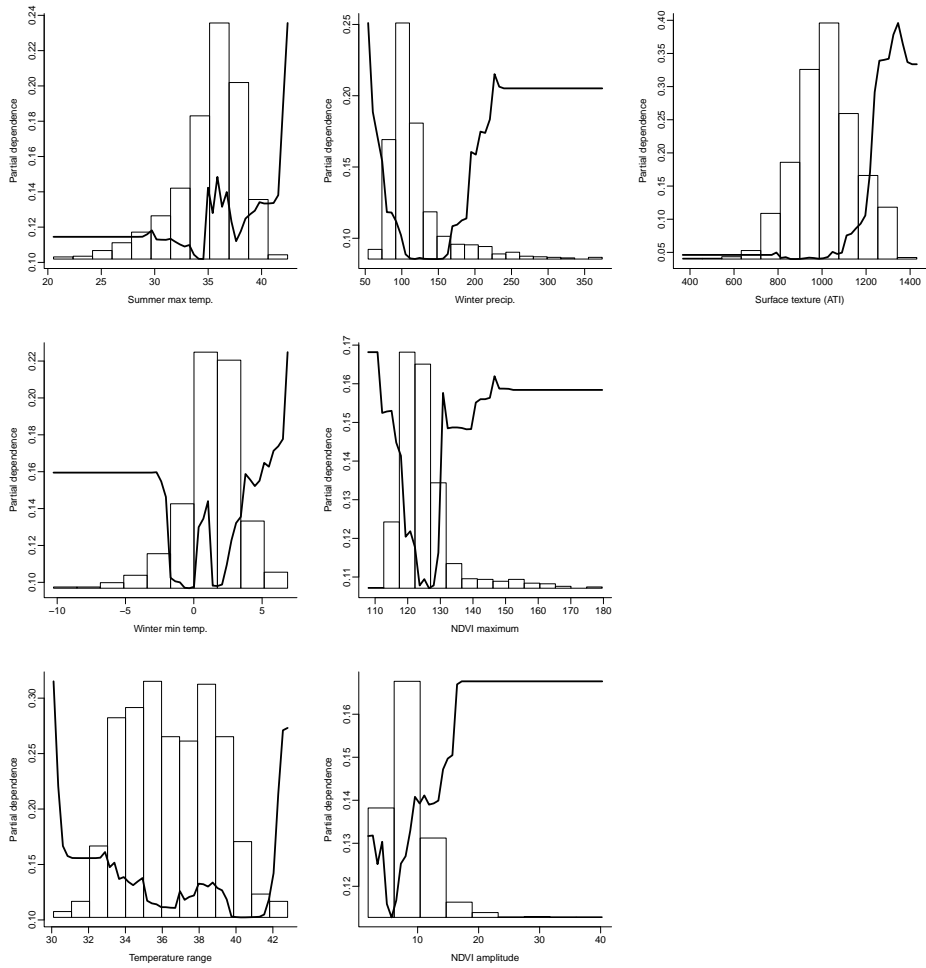 Partial dependence
0.10 0.12 0.14 0.16 0.18 0.20 0.22 0.24
20 25 30 35 40
Summer max temp.
Partial dependence
0.10 0.15 0.20 0.25
50 100 150 200 250 300 350
Winter precip.
Partial dependence
0.05 0.10 0.15 0.20 0.25 0.30 0.35 0.40
400 600 800 1000 1200 1400
Surface texture (ATI)
Partial dependence
0.10 0.12 0.14 0.16 0.18 0.20 0.22
−10 −5 0 5
Winter min temp.
Partial dependence
0.11 0.12 0.13 0.14 0.15 0.16 0.17
110 120 130 140 150 160 170 180
NDVI maximum
Partial dependence
0.10 0.15 0.20 0.25 0.30
30 32 34 36 38 40 42
Temperature range
Partial dependence
0.12 0.13 0.14 0.15 0.16
10 20 30 40
NDVI amplitude